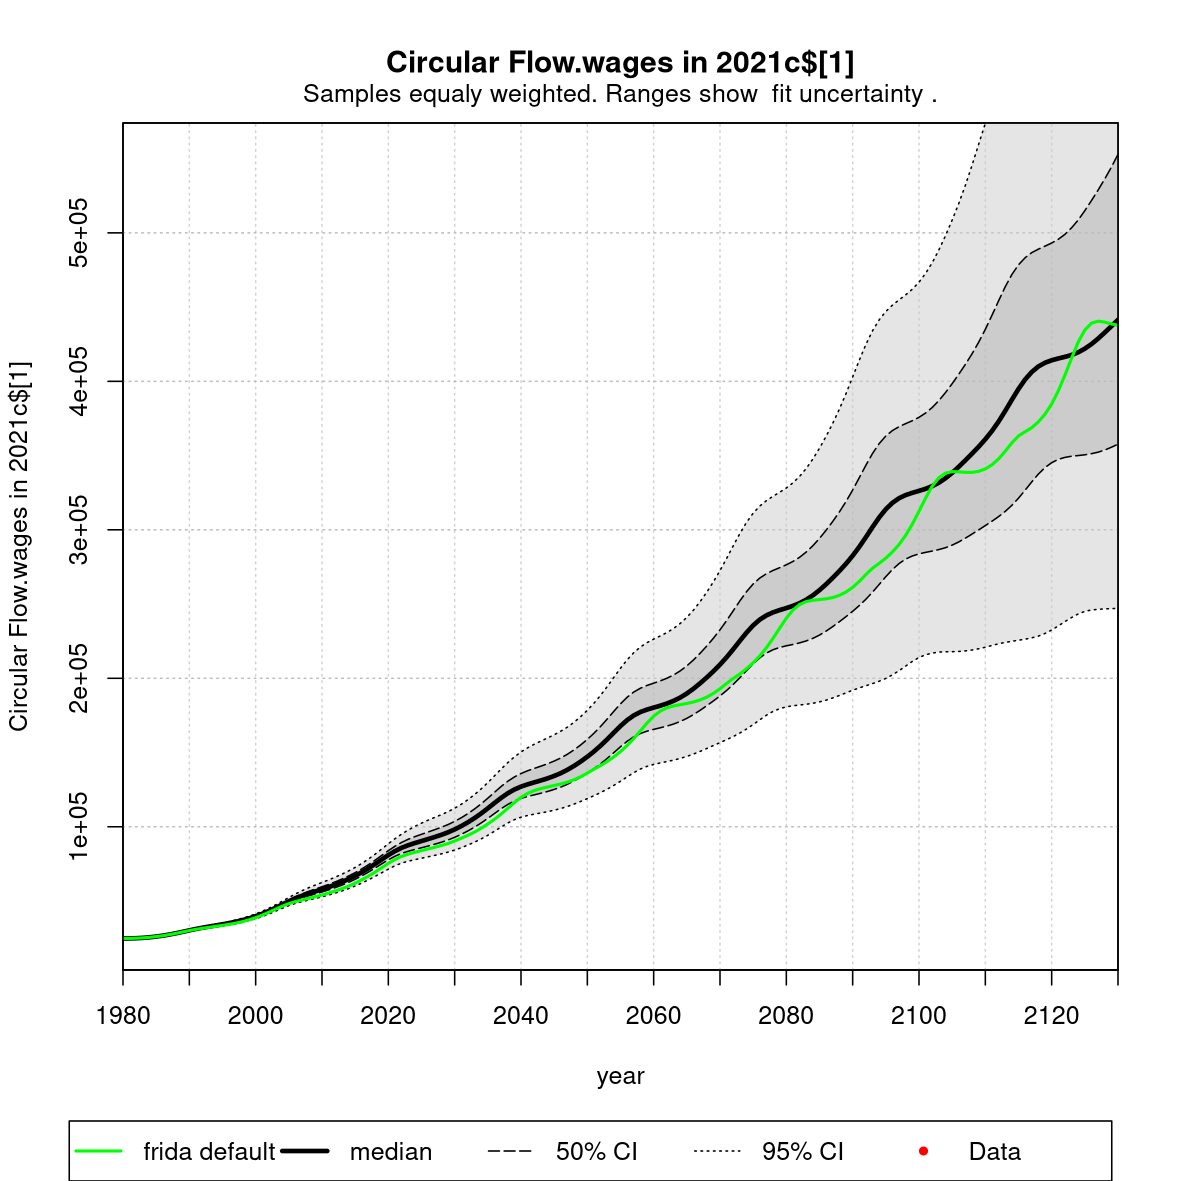 Circular Flow.wages in 2021c$[1]
Samples equaly weighted. Ranges show  fit uncertainty .
Circular Flow.wages in 2021c$[1]
5e+05
4e+05
3e+05
2e+05
1e+05
1980 2000 2020 2040 2060 2080 2100 2120
year
frida default median 50% CI 95% CI Data